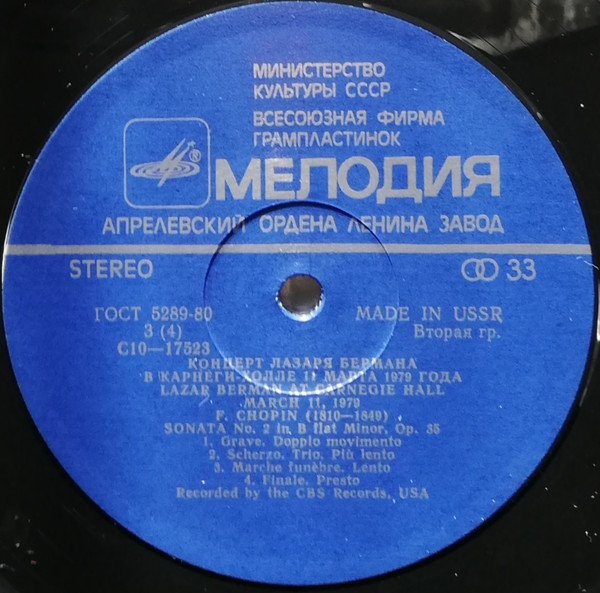 МИНИСТЕРСТВО
КУЛЬТУРЫ СССР
ВСЕСОЮЗНАЯ ФИРМА
ГРАМПЛАСТИНОК
®
МЕЛОДИЯ
АПРЕЛЕВСКИЙ ОРДЕНА ЛЕНИНА ЗАВОД
STEREO
33
ГОСТ 5289-80
MADE IN USSR
3 (4)
Вторая гр.
С10—17523
КОНЦЕРТ ЛАЗАРЯ БЕРМАНА
В КАРНЕГИ-ХОЛЛЕ 11 МАРТА 1979 ГОДА
LAZAR BERMAN AT CARNEGIE HALL
MARCH 11, 1979
F. CHOPIN (1810—1849)
SONATA No. 2 in B flat Minor, Op. 35
1. Grave. Doppio movimento
2. Scherzo. Trio. Più lento
3. Marche funèbre. Lento
4. Finale. Presto
Recorded by the CBS Records, USA